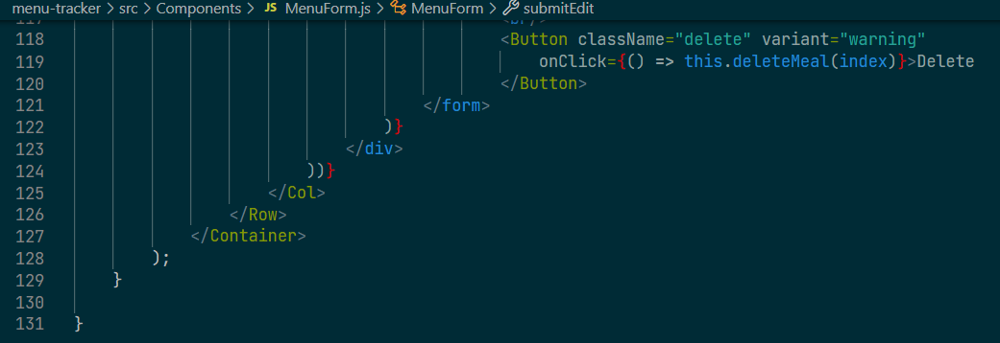 menu-tracker > src > Components > JS MenuForm.js > MenuForm > submitEdit
117 <br/>
118 <Button className="delete" variant="warning"
119 onClick={() => this.deleteMeal(index)}>Delete
120 </Button>
121 </form>
122 )}
123 </div>
124 ))}
125 </Col>
126 </Row>
127 </Container>
128 );
129 }
130
131 }